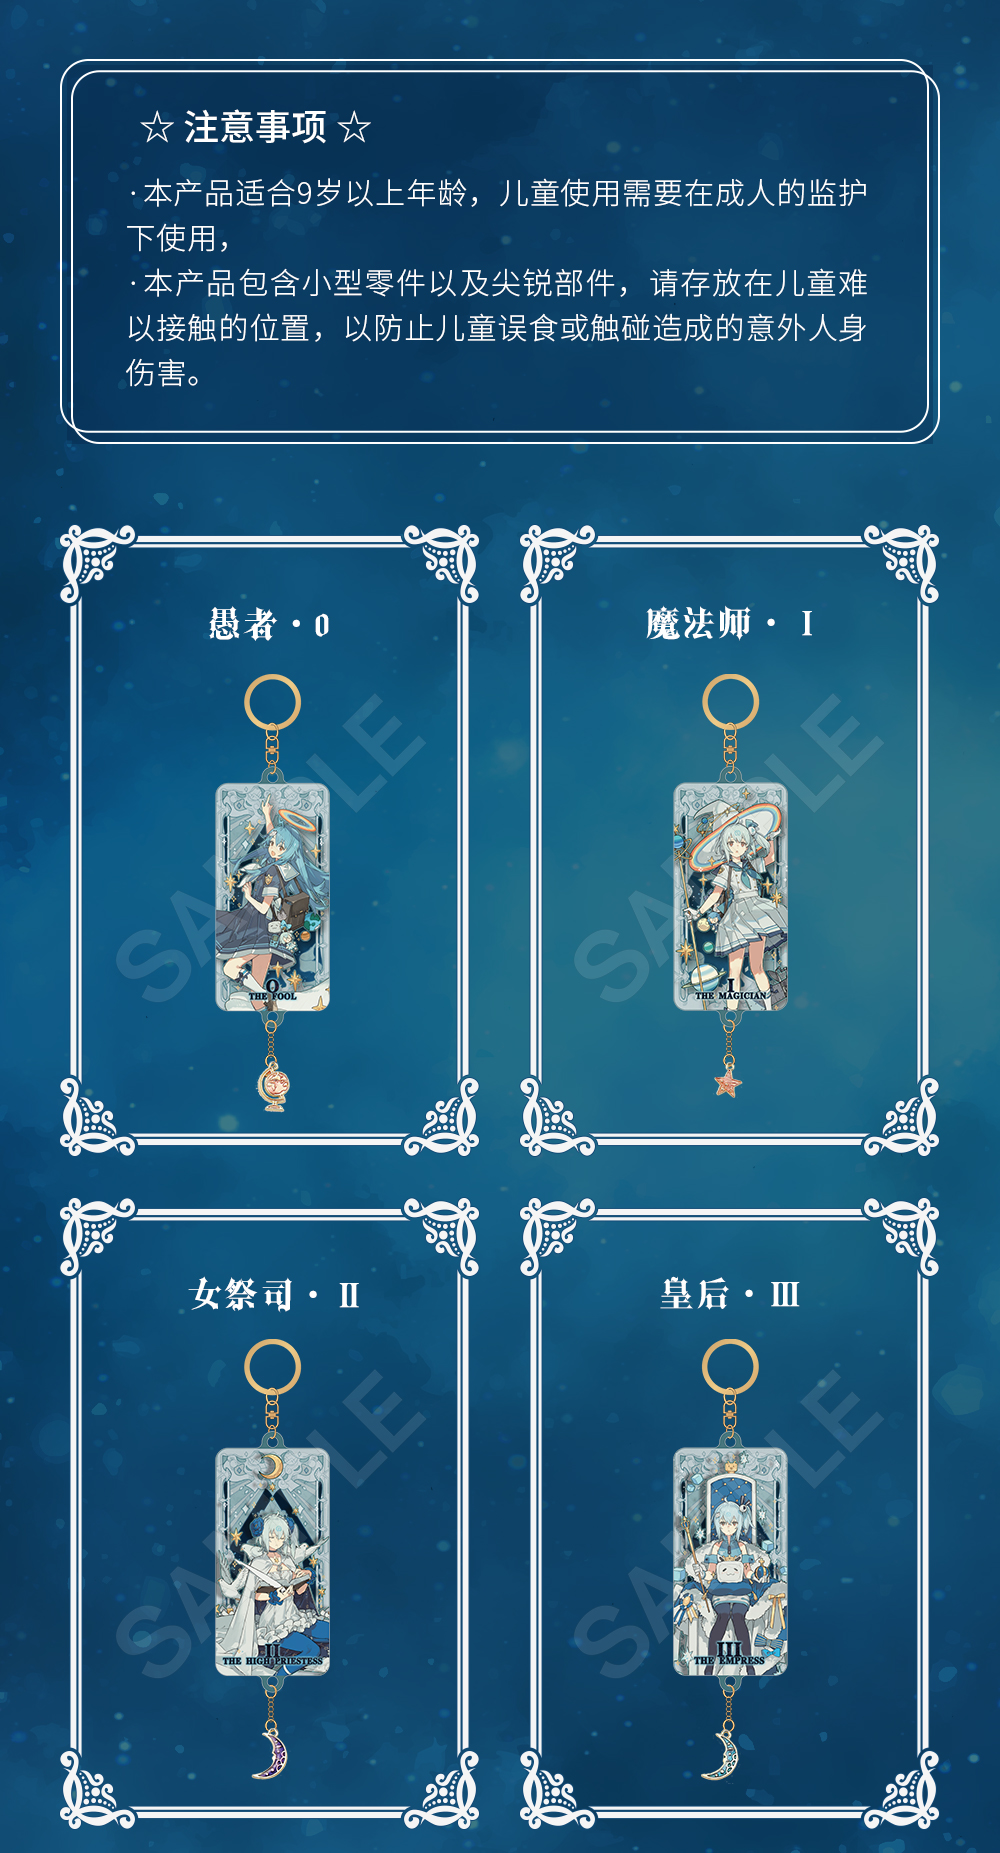 ☆ 注意事项 ☆
·本产品适合9岁以上年龄，儿童使用需要在成人的监护
下使用，
·本产品包含小型零件以及尖锐部件，请存放在儿童难
以接触的位置，以防止儿童误食或触碰造成的意外人身
伤害。
愚者·0
魔法师· I
SAMPLE
SAMPLE
0
THE FOOL
I
THE MAGICIAN
女祭司· II
皇后·III
SAMPLE
SAMPLE
II
THE HIGH PRIESTESS
III
THE EMPRESS